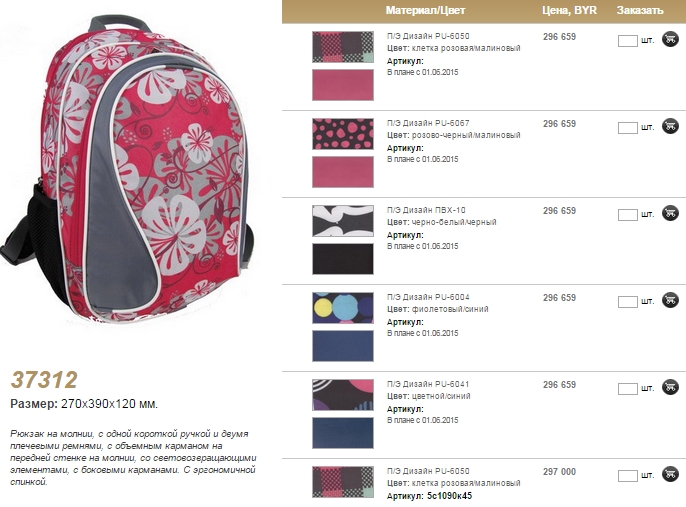 Материал/Цвет Цена, BYR Заказать
П/Э Дизайн PU-6050 296 659 шт.
Цвет: клетка розовая/малиновый
Артикул:
В плане с 01.06.2015
П/Э Дизайн PU-6067 296 659 шт.
Цвет: розово-черный/малиновый
Артикул:
В плане с 01.06.2015
П/Э Дизайн ПВХ-10 296 659 шт.
Цвет: черно-белый/черный
Артикул:
В плане с 01.06.2015
П/Э Дизайн PU-6004 296 659 шт.
Цвет: фиолетовый/синий
Артикул:
В плане с 01.06.2015
П/Э Дизайн PU-6041 296 659 шт.
Цвет: цветной/синий
Артикул:
В плане с 01.06.2015
П/Э Дизайн PU-6050 297 000 шт.
Цвет: клетка розовая/малиновый
Артикул: 5с1090к45
37312
Размер: 270x390x120 мм.
Рюкзак на молнии, с одной короткой ручкой и двумя
плечевыми ремнями, с объемным карманом на
передней стенке на молнии, со световозвращающими
элементами, с боковыми карманами. С эргономичной
спинкой.